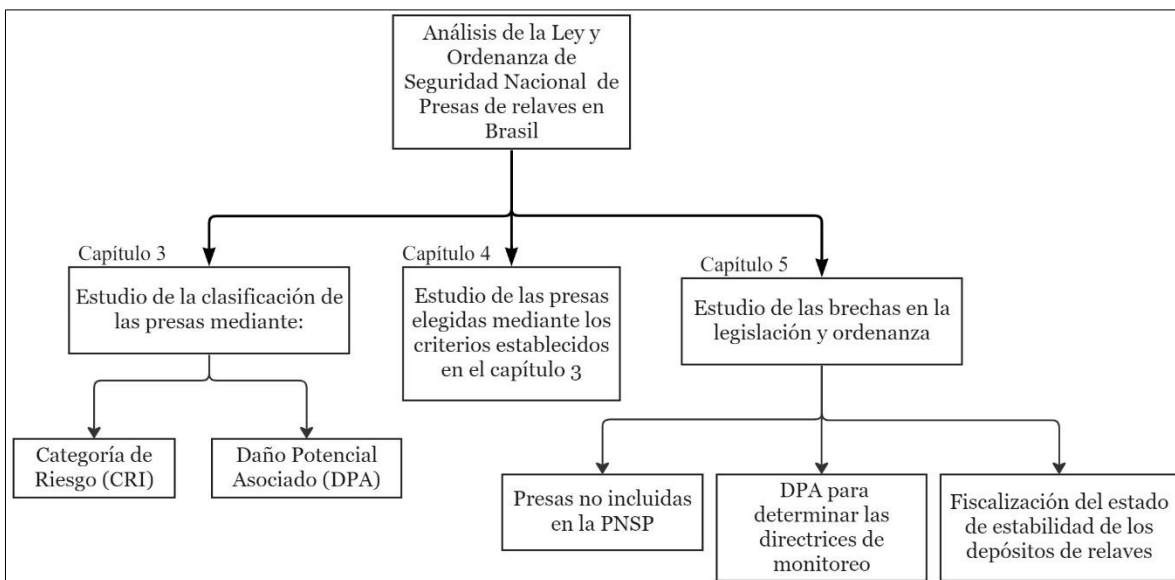 Análisis de la Ley y
Ordenanza de
Seguridad Nacional de
Presas de relaves en
Brasil
Capítulo 3
Estudio de la clasificación de
las presas mediante:
Categoría de
Riesgo (CRI)
Daño Potencial
Asociado (DPA)
Capítulo 4
Estudio de las presas
elegidas mediante los
criterios establecidos
en el capítulo 3
Capítulo 5
Estudio de las brechas en la
legislación y ordenanza
Presas no incluidas
en la PNSP
DPA para
determinar las
directrices de
monitoreo
Fiscalización del estado
de estabilidad de los
depósitos de relaves